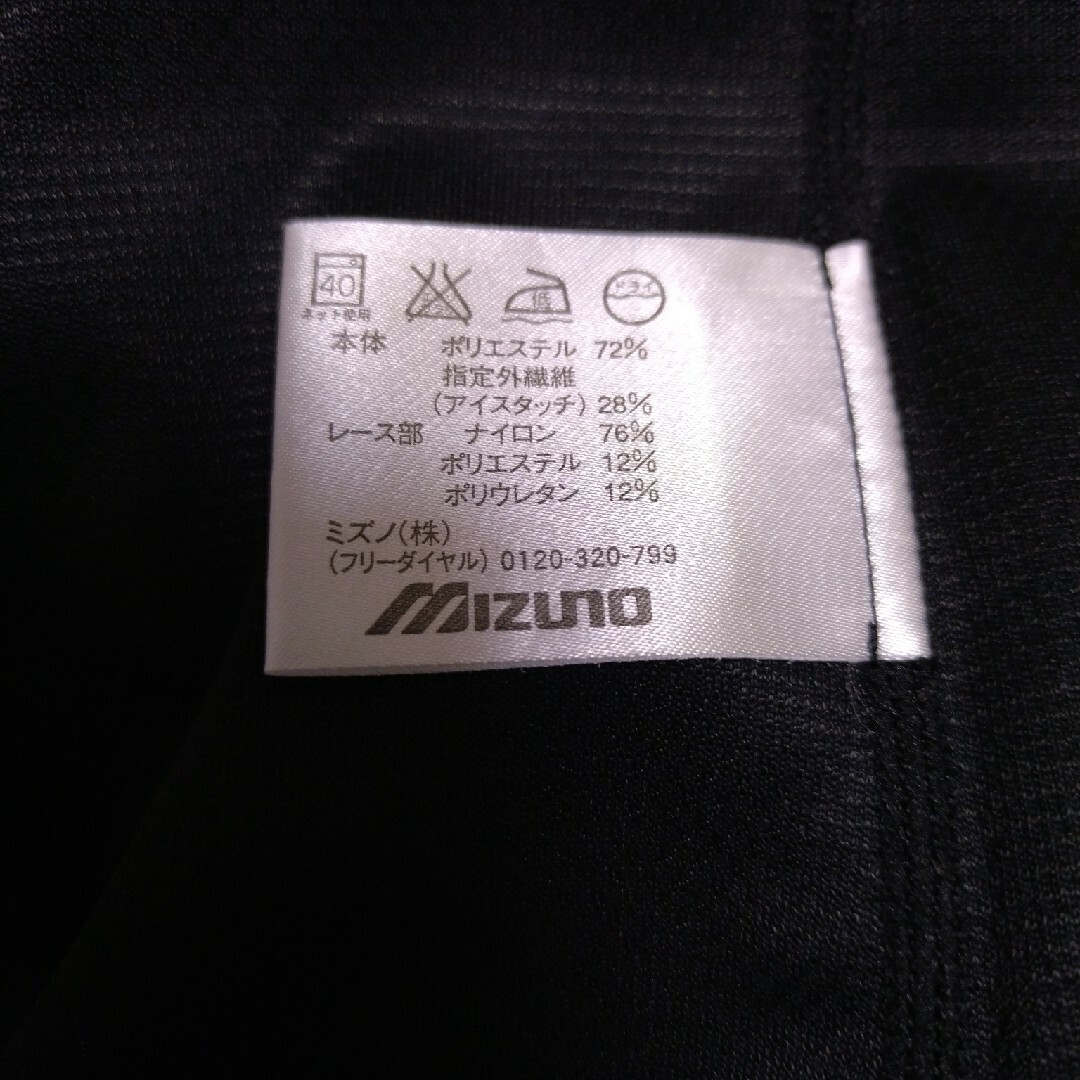 40 低 ドライ
ネット使用
本体 ポリエステル 72%
指定外繊維
(アイスタッチ) 28%
レース部 ナイロン 76%
ポリエステル 12%
ポリウレタン 12%
ミズノ(株)
(フリーダイヤル) 0120-320-799
MIZUNO